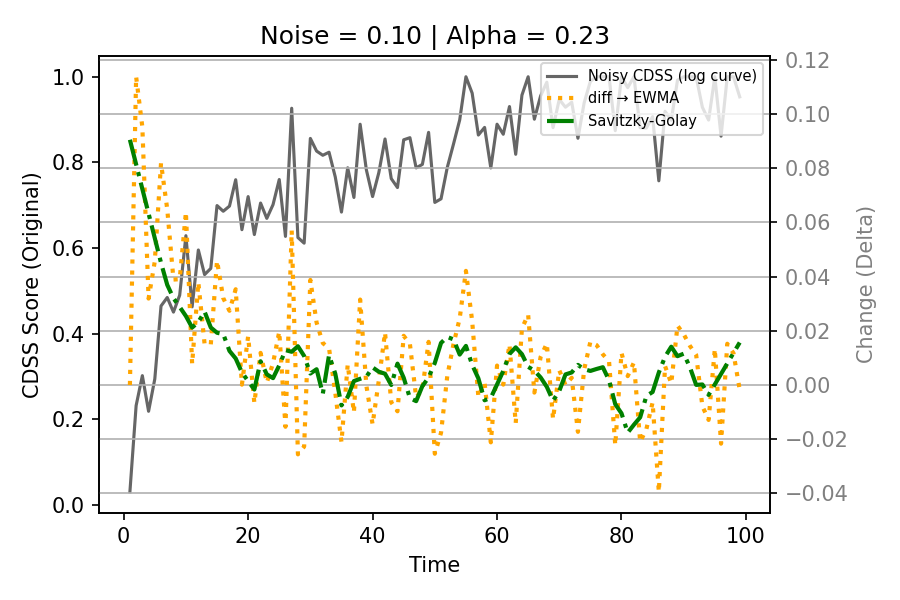 Noise = 0.10 | Alpha = 0.23
Noisy CDSS (log curve)
diff → EWMA
Savitzky-Golay
CDSS Score (Original)
1.0
0.8
0.6
0.4
0.2
0.0
0.12
0.10
0.08
0.06
0.04
0.02
0.00
−0.02
−0.04
Change (Delta)
0 20 40 60 80 100
Time